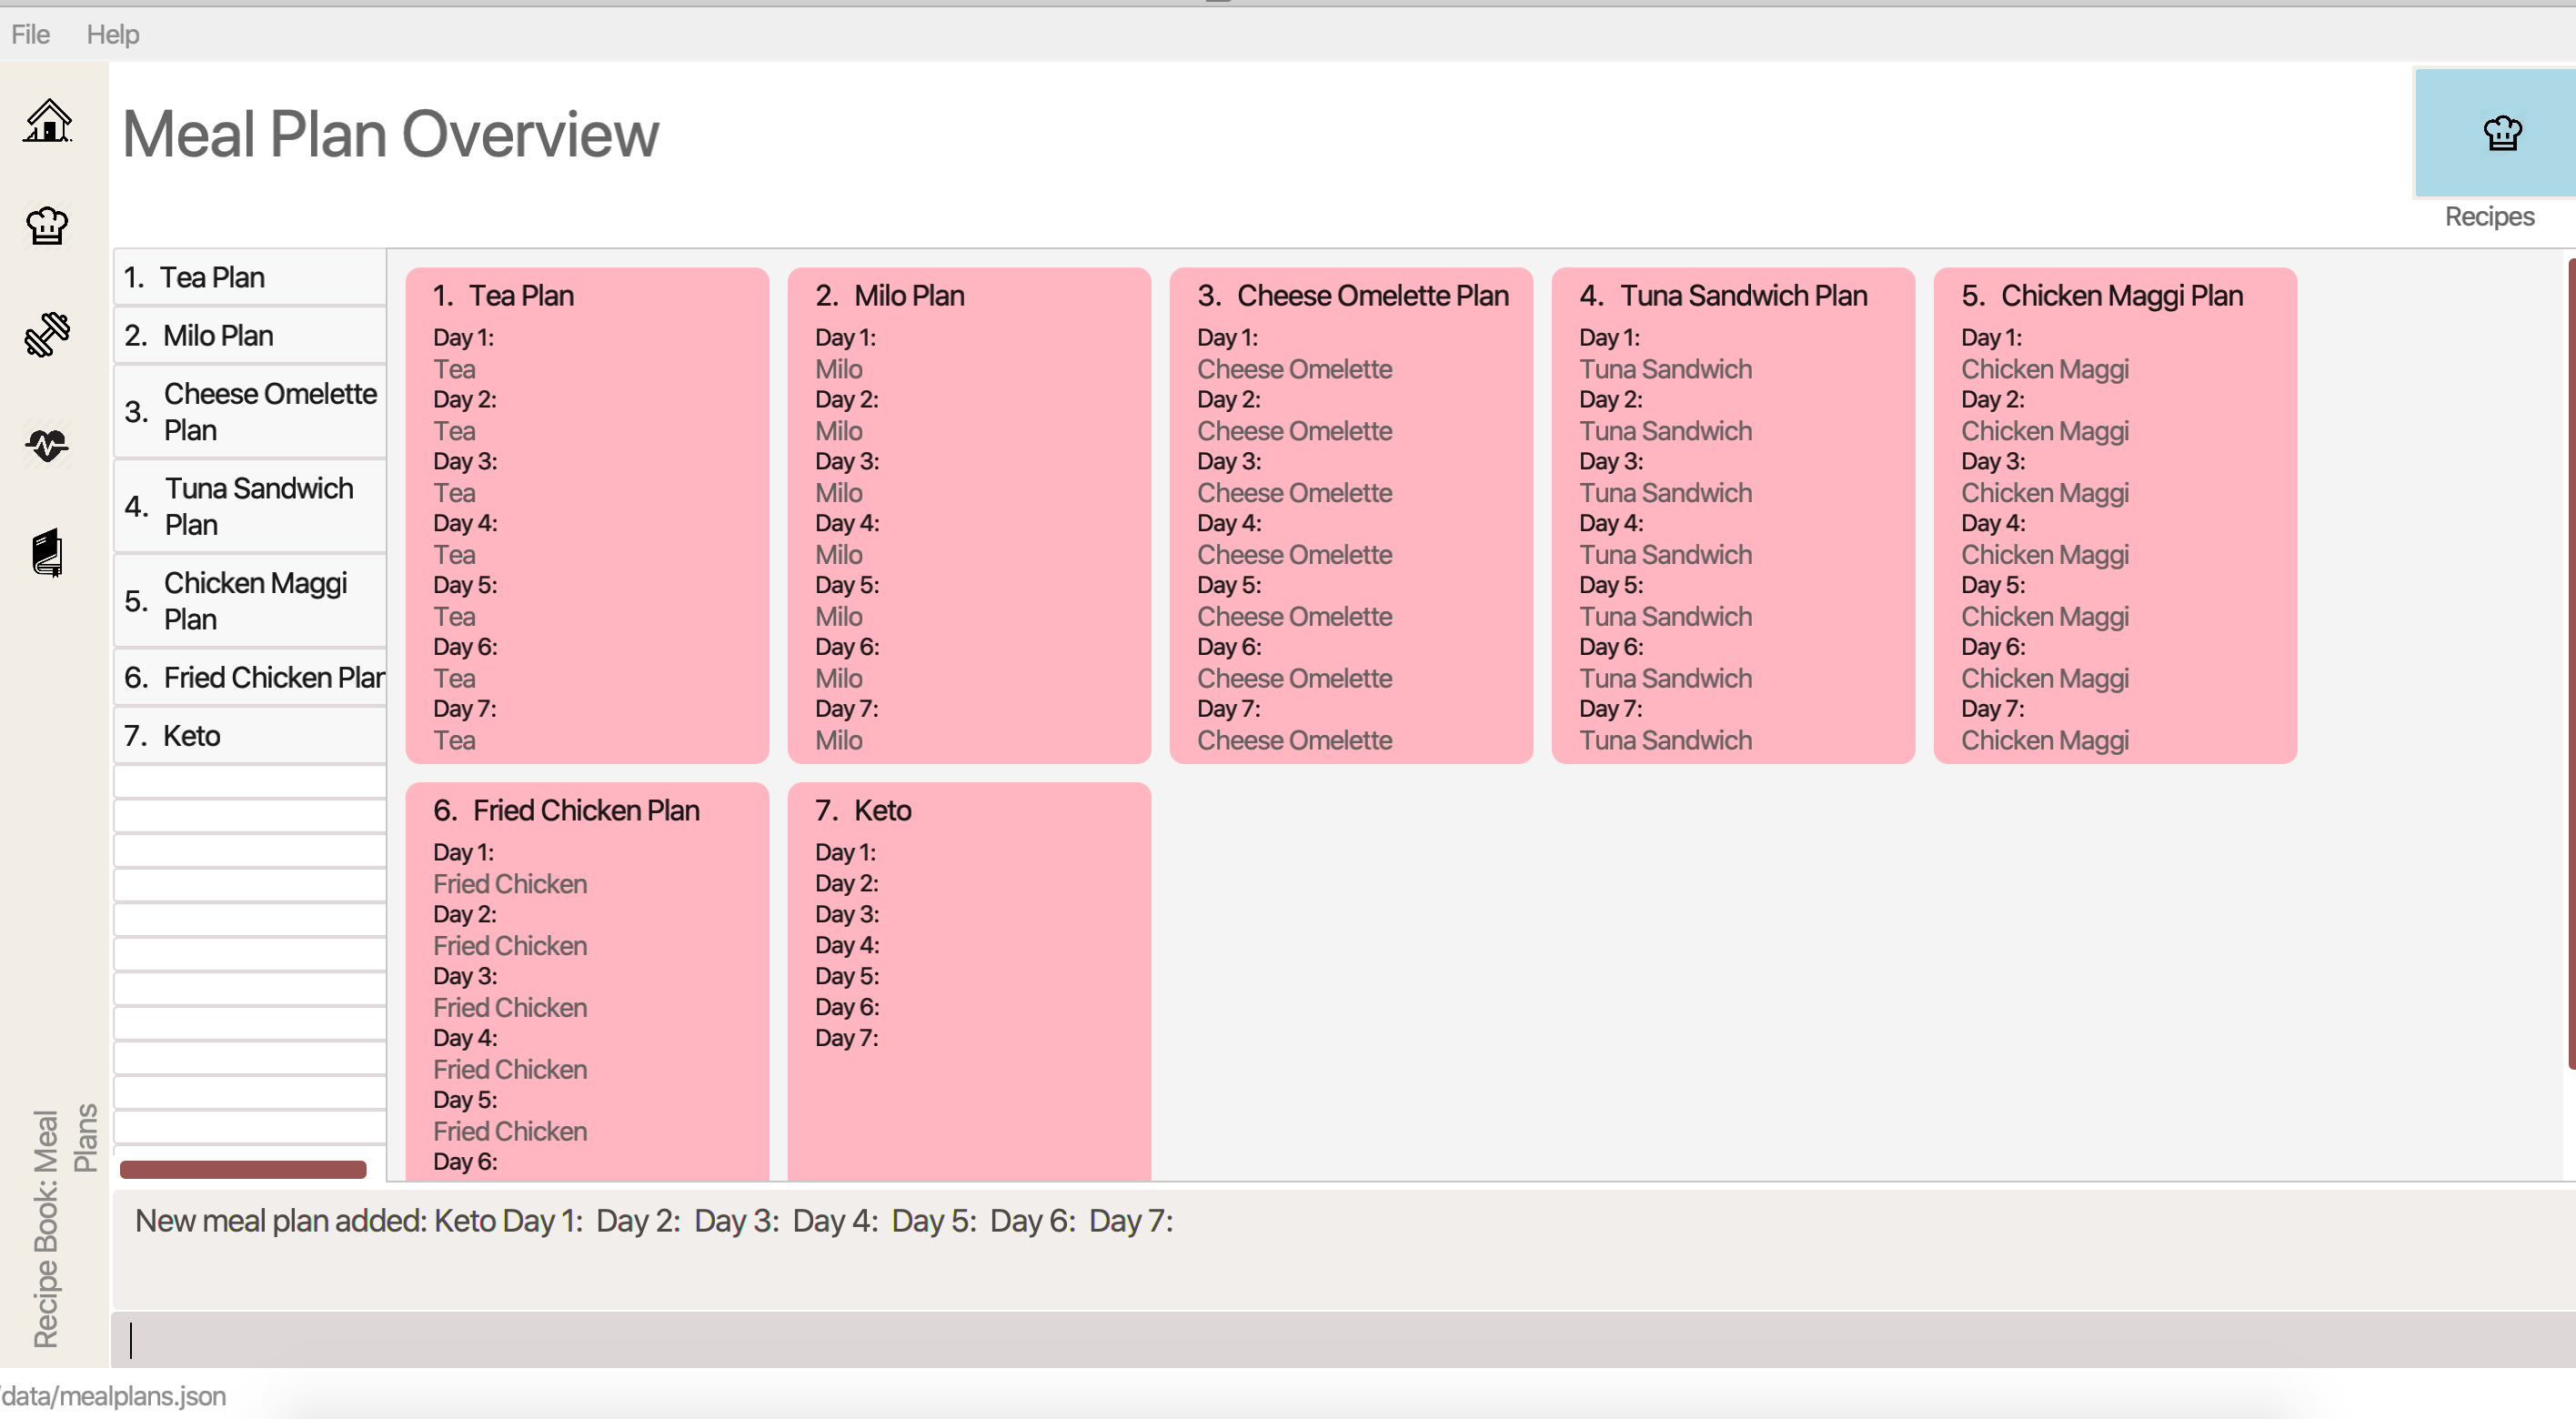 File Help
Meal Plan Overview
Recipes
1. Tea Plan
2. Milo Plan
3. Cheese Omelette
Plan
4. Tuna Sandwich
Plan
5. Chicken Maggi
Plan
6. Fried Chicken Plan
7. Keto
1. Tea Plan
Day 1:
Tea
Day 2:
Tea
Day 3:
Tea
Day 4:
Tea
Day 5:
Tea
Day 6:
Tea
Day 7:
Tea
2. Milo Plan
Day 1:
Milo
Day 2:
Milo
Day 3:
Milo
Day 4:
Milo
Day 5:
Milo
Day 6:
Milo
Day 7:
Milo
3. Cheese Omelette Plan
Day 1:
Cheese Omelette
Day 2:
Cheese Omelette
Day 3:
Cheese Omelette
Day 4:
Cheese Omelette
Day 5:
Cheese Omelette
Day 6:
Cheese Omelette
Day 7:
Cheese Omelette
4. Tuna Sandwich Plan
Day 1:
Tuna Sandwich
Day 2:
Tuna Sandwich
Day 3:
Tuna Sandwich
Day 4:
Tuna Sandwich
Day 5:
Tuna Sandwich
Day 6:
Tuna Sandwich
Day 7:
Tuna Sandwich
5. Chicken Maggi Plan
Day 1:
Chicken Maggi
Day 2:
Chicken Maggi
Day 3:
Chicken Maggi
Day 4:
Chicken Maggi
Day 5:
Chicken Maggi
Day 6:
Chicken Maggi
Day 7:
Chicken Maggi
6. Fried Chicken Plan
Day 1:
Fried Chicken
Day 2:
Fried Chicken
Day 3:
Fried Chicken
Day 4:
Fried Chicken
Day 5:
Fried Chicken
Day 6:
7. Keto
Day 1:
Day 2:
Day 3:
Day 4:
Day 5:
Day 6:
Day 7:
Recipe Book: Meal
Plans
New meal plan added: Keto Day 1: Day 2: Day 3: Day 4: Day 5: Day 6: Day 7:
/data/mealplans.json